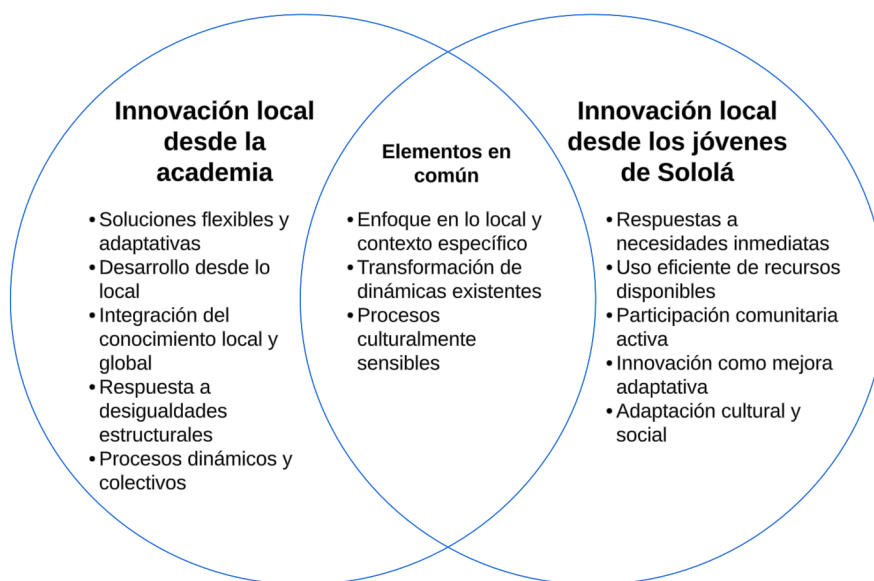 Innovación local
desde la
academia
• Soluciones flexibles y
adaptativas
• Desarrollo desde lo
local
• Integración del
conocimiento local y
global
• Respuesta a
desigualdades
estructurales
• Procesos dinámicos y
colectivos
Elementos en
común
• Enfoque en lo local y
contexto específico
• Transformación de
dinámicas existentes
• Procesos
culturalmente
sensibles
Innovación local
desde los jóvenes
de Sololá
• Respuestas a
necesidades inmediatas
• Uso eficiente de recursos
disponibles
• Participación comunitaria
activa
• Innovación como mejora
adaptativa
• Adaptación cultural y
social